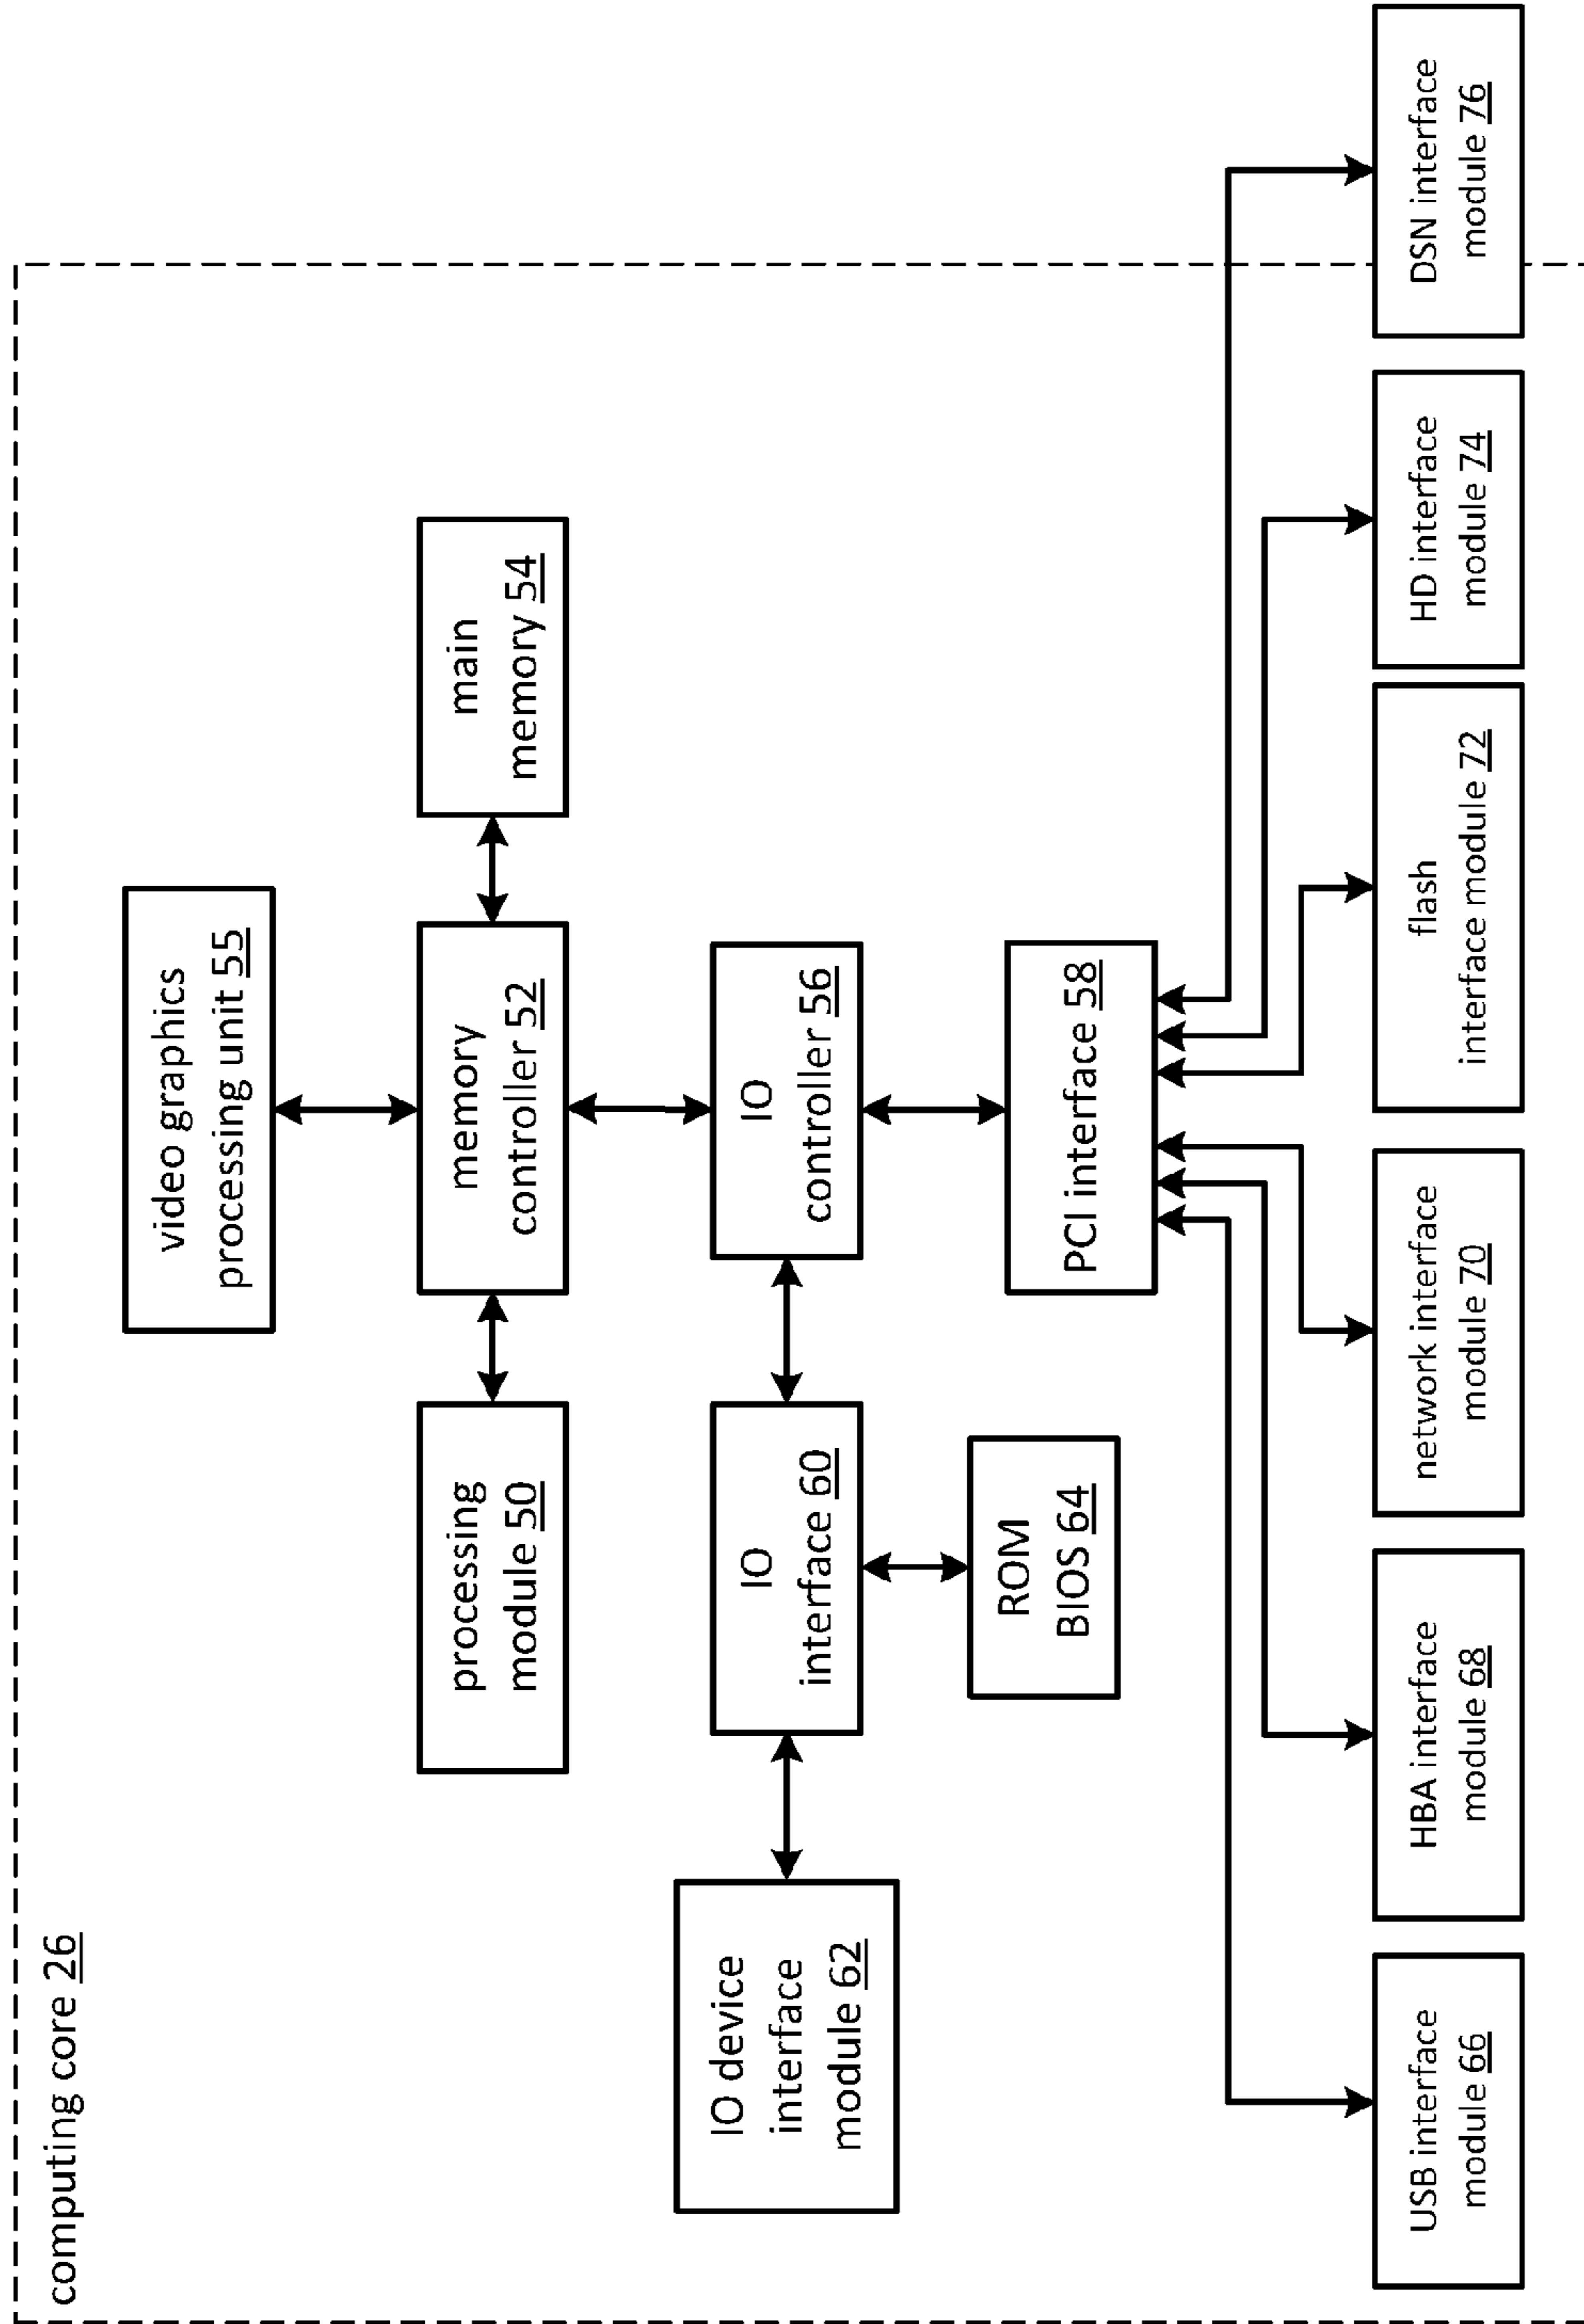 computing core 26
video graphics
processing unit 55
processing
module 50
memory
controller 52
main
memory 54
IO device
interface
module 62
IO
interface 60
IO
controller 56
ROM
BIOS 64
PCI interface 58
USB interface
module 66
HBA interface
module 68
network interface
module 70
flash
interface module 72
HD interface
module 74
DSN interface
module 76